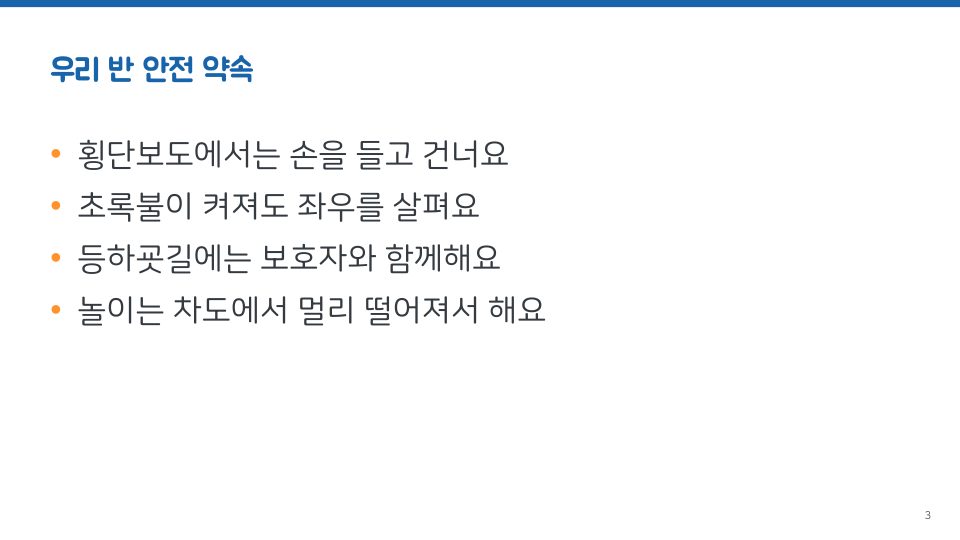 우리 반 안전 약속
• 횡단보도에서는 손을 들고 건너요
• 초록불이 켜져도 좌우를 살펴요
• 등하굣길에는 보호자와 함께해요
• 놀이는 차도에서 멀리 떨어져서 해요
3